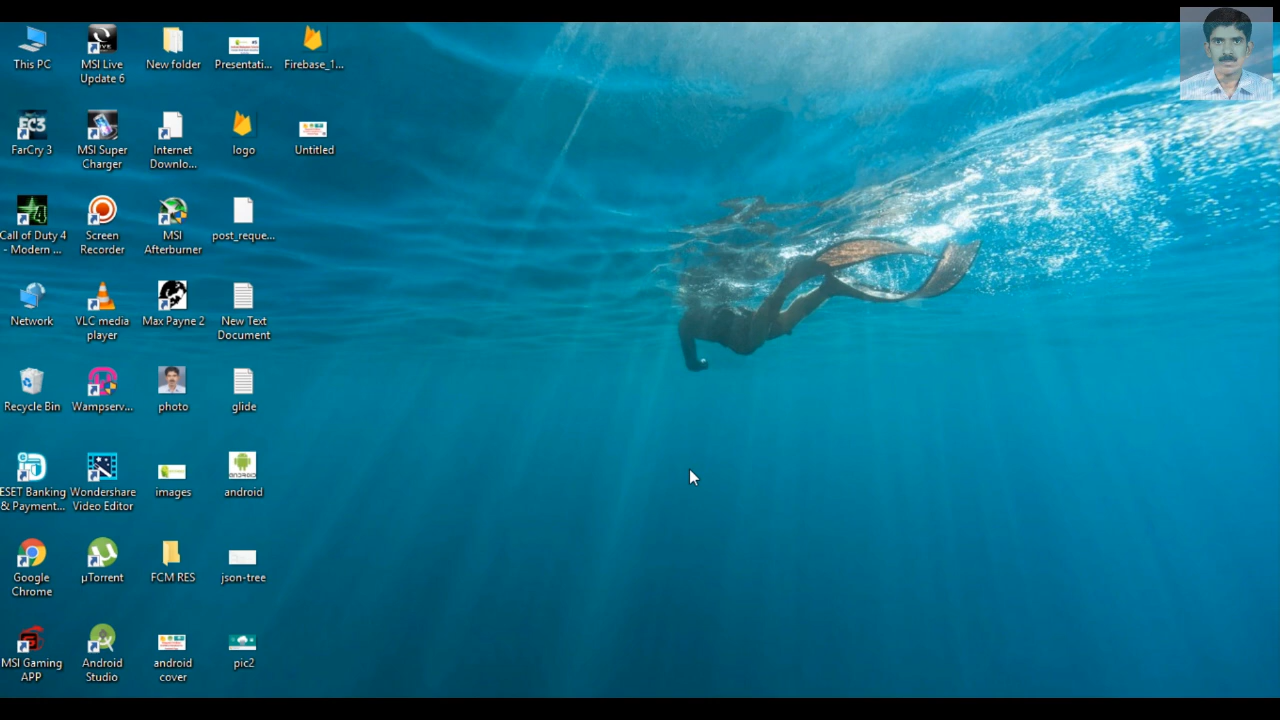 This PC
MSI Live
Update 6
New folder
Presentati...
Firebase_1...
FarCry 3
MSI Super
Charger
Internet
Downlo...
logo
Untitled
Call of Duty 4
- Modern ...
Screen
Recorder
MSI
Afterburner
post_reque...
Network
VLC media
player
Max Payne 2
New Text
Document
Recycle Bin
Wampserv...
photo
glide
ESET Banking
& Payment...
Wondershare
Video Editor
images
android
Google
Chrome
µTorrent
FCM RES
json-tree
MSI Gaming
APP
Android
Studio
android
cover
pic2